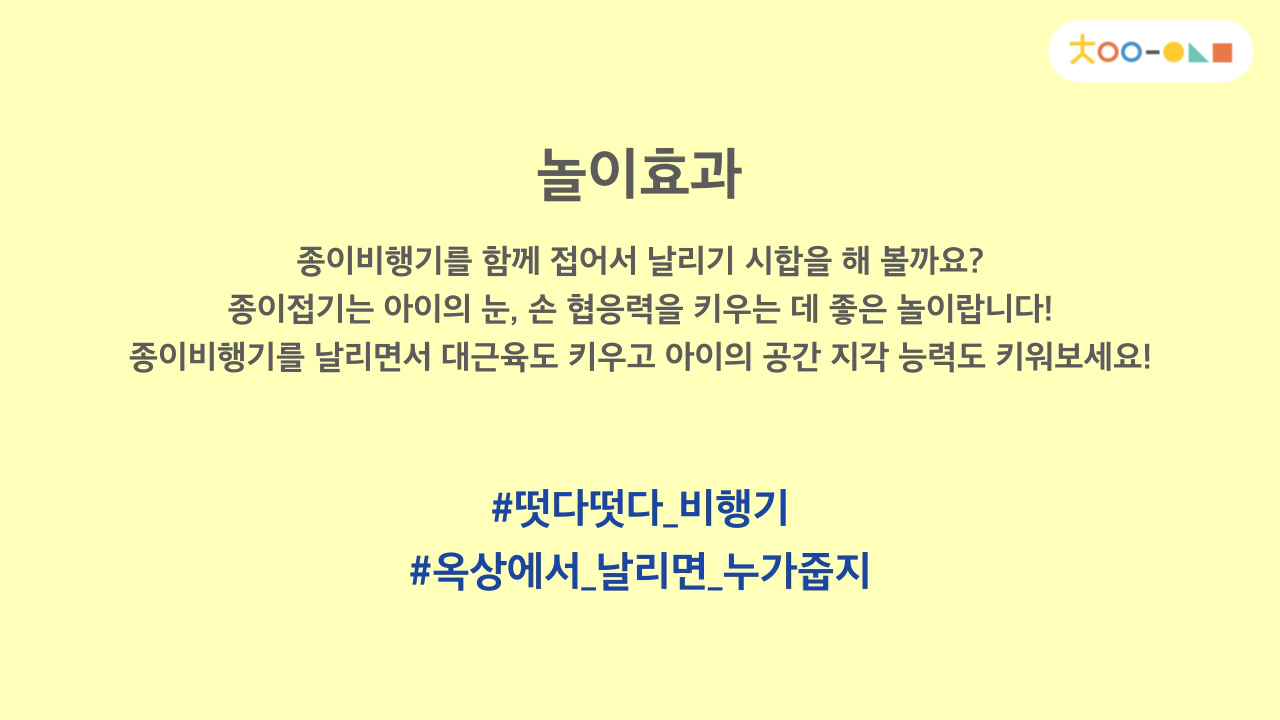 놀이효과
종이비행기를 함께 접어서 날리기 시합을 해 볼까요?
종이접기는 아이의 눈, 손 협응력을 키우는 데 좋은 놀이랍니다!
종이비행기를 날리면서 대근육도 키우고 아이의 공간 지각 능력도 키워보세요!
#떳다떳다_비행기
#옥상에서_날리면_누가줍지